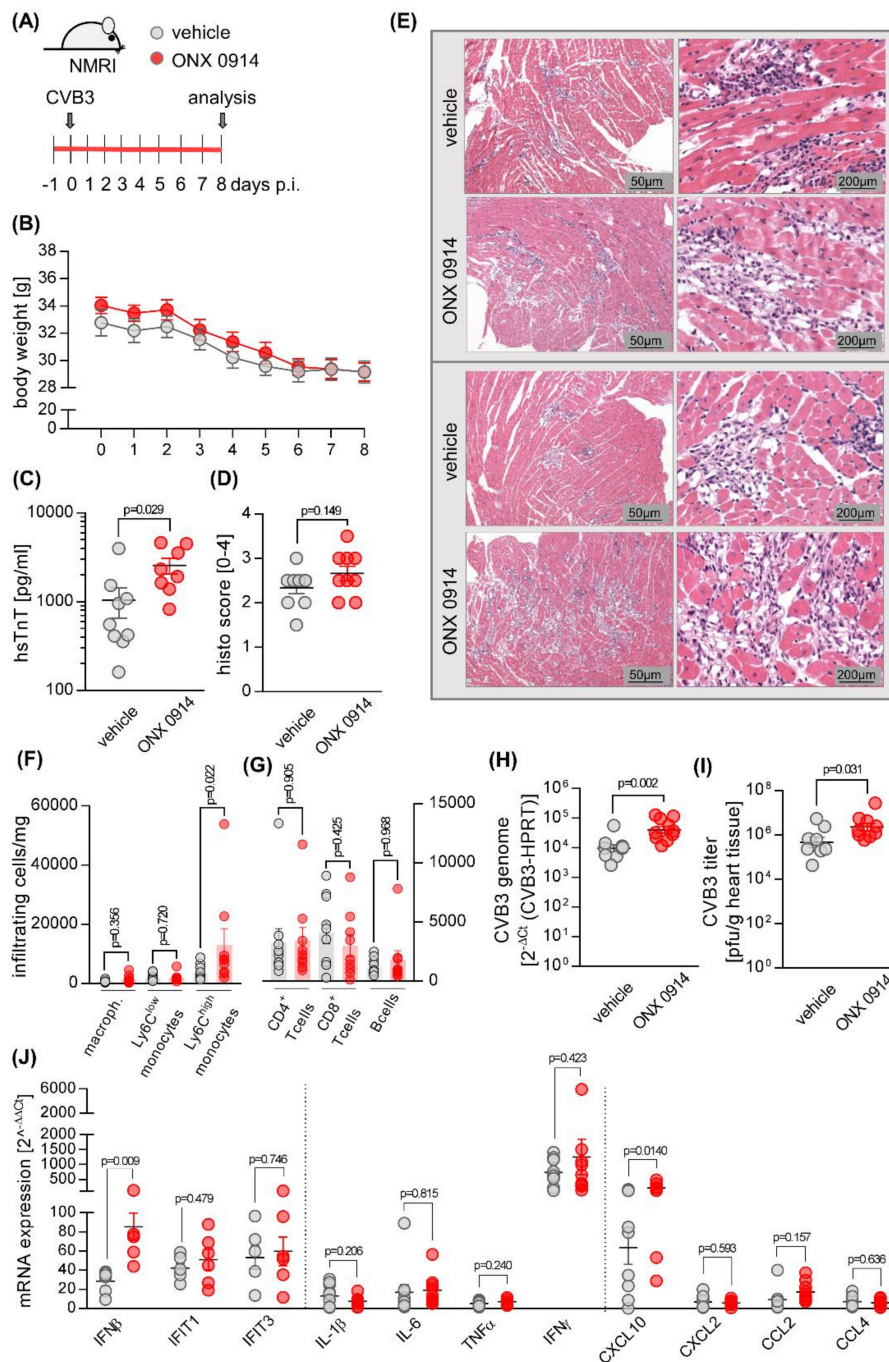 (A)
vehicle
ONX 0914
NMRI
CVB3
analysis
-1 0 1 2 3 4 5 6 7 8 days p.i.
(B)
body weight [g]
38
36
34
32
30
28
20
0
0 1 2 3 4 5 6 7 8
(C)
hsTnT [pg/ml]
10000
1000
100
p=0.029
vehicle
ONX 0914
(D)
histo score [0-4]
4
3
2
1
0
p=0.149
vehicle
ONX 0914
(E)
vehicle
50µm
200µm
ONX 0914
50µm
200µm
vehicle
50µm
200µm
ONX 0914
50µm
200µm
(F)
infiltrating cells/mg
60000
40000
20000
0
p=0.356
p=0.720
p=0.022
macroph.
Ly6C^low
monocytes
Ly6C^high
monocytes
(G)
p=0.905
p=0.425
p=0.968
15000
10000
5000
0
CD4⁺
Tcells
CD8⁺
Tcells
Bcells
(H)
CVB3 genome
[2^-ΔCt (CVB3-HPRT)]
10⁶
10⁵
10⁴
10³
10²
10¹
10⁰
p=0.002
vehicle
ONX 0914
(I)
CVB3 titer
[pfu/g heart tissue]
10⁸
10⁶
10⁴
10²
10⁰
p=0.031
vehicle
ONX 0914
(J)
mRNA expression [2^-ΔΔCt]
6000
4000
2000
1500
1000
500
100
80
60
40
20
0
p=0.009
p=0.479
p=0.746
p=0.206
p=0.815
p=0.240
p=0.423
p=0.0140
p=0.593
p=0.157
p=0.636
IFNβ
IFIT1
IFIT3
IL-1β
IL-6
TNFα
IFNγ
CXCL10
CXCL2
CCL2
CCL4